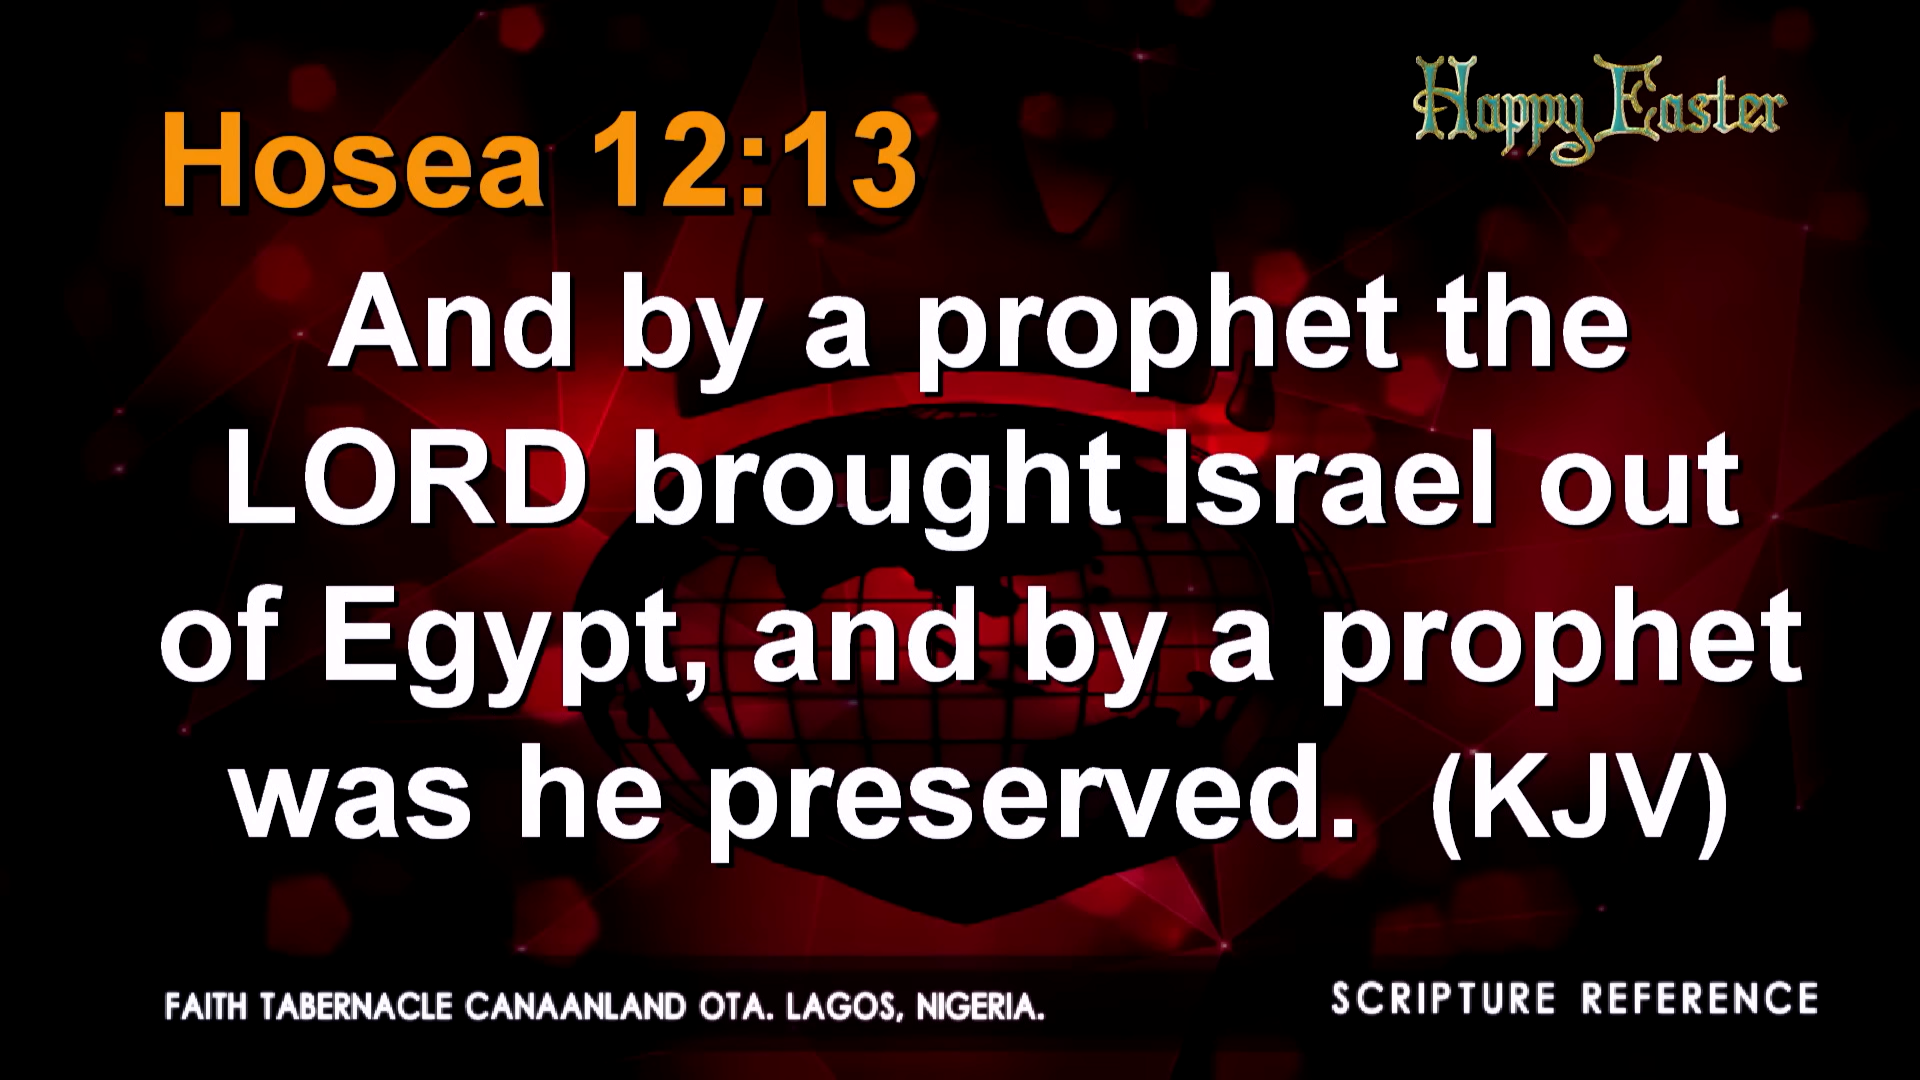 Happy Easter
Hosea 12:13
And by a prophet the
LORD brought Israel out
of Egypt, and by a prophet
was he preserved. (KJV)
FAITH TABERNACLE CANAANLAND OTA. LAGOS, NIGERIA.
SCRIPTURE REFERENCE